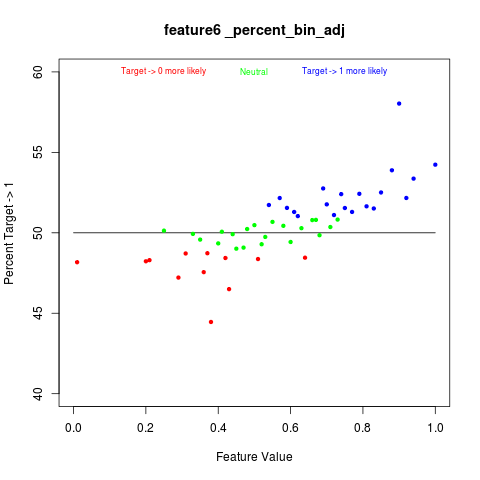 feature6 _percent_bin_adj
Target -> 0 more likely Neutral Target -> 1 more likely
Percent Target -> 1
60
55
50
45
40
0.0 0.2 0.4 0.6 0.8 1.0
Feature Value